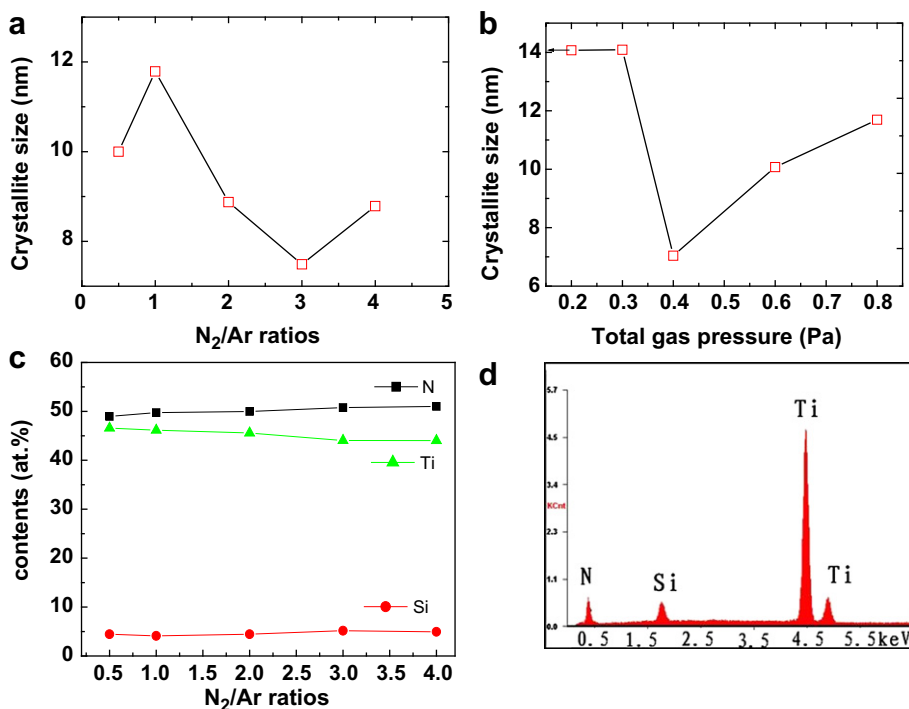 a
Crystallite size (nm)
12
10
8
0 1 2 3 4 5
N2/Ar ratios
b
Crystallite size (nm)
14
12
10
8
6
0.2 0.3 0.4 0.5 0.6 0.7 0.8
Total gas pressure (Pa)
c
contents (at.%)
60
50
40
30
20
10
0
N
Ti
Si
0.5 1.0 1.5 2.0 2.5 3.0 3.5 4.0
N2/Ar ratios
d
5.7
4.5
3.4
KCnt
2.3
1.1
0.0
N
Si
Ti
Ti
0.5 1.5 2.5 3.5 4.5 5.5keV